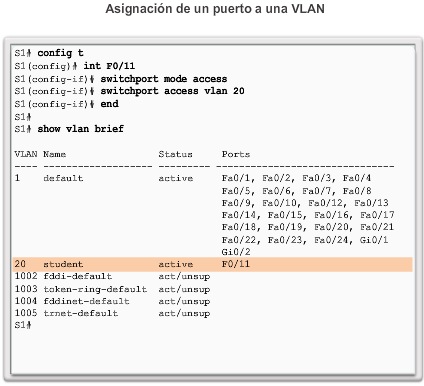 Asignación de un puerto a una VLAN
S1# config t
S1(config)# int F0/11
S1(config-if)# switchport mode access
S1(config-if)# switchport access vlan 20
S1(config-if)# end
S1#
S1# show vlan brief
VLAN Name Status Ports
---- ------------------- --------- ------------------------------
1 default active Fa0/1, Fa0/2, Fa0/3, Fa0/4
Fa0/5, Fa0/6, Fa0/7, Fa0/8
Fa0/9, Fa0/10, Fa0/12, Fa0/13
Fa0/14, Fa0/15, Fa0/16, Fa0/17
Fa0/18, Fa0/19, Fa0/20, Fa0/21
Fa0/22, Fa0/23, Fa0/24, Gi0/1
Gi0/2
20 student active F0/11
1002 fddi-default act/unsup
1003 token-ring-default act/unsup
1004 fddinet-default act/unsup
1005 trnet-default act/unsup
S1#